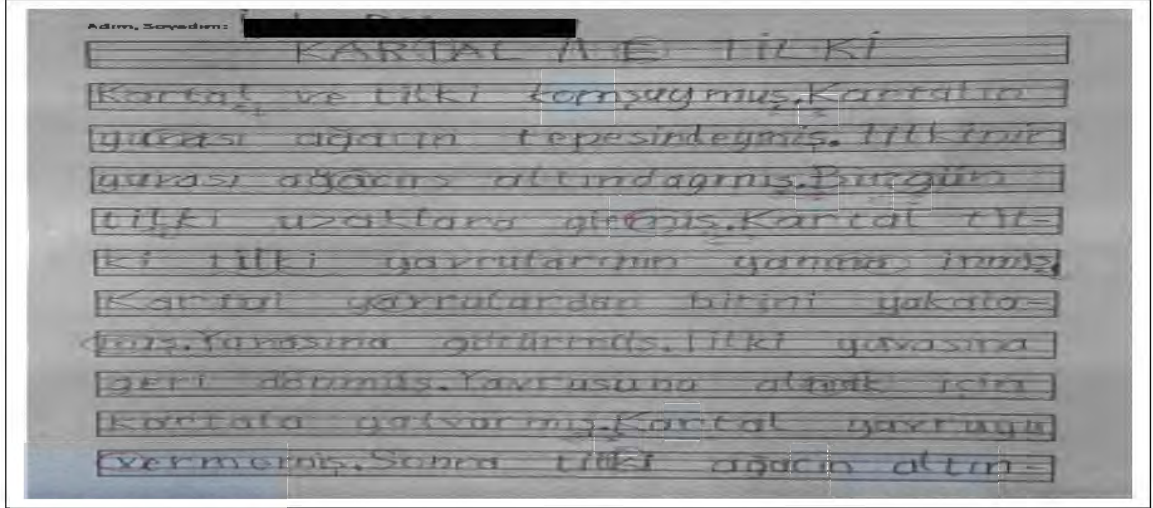 Adım, Soyadım:
KARTAL VE TİLKİ
Kartal ve tilki komşuymuş. Kartalın
yuvası ağacın tepesindeymiş. Tilkinin
yuvası ağacın altındaymış. Bir gün
tilki uzaklara gitmiş. Kartal til-
ki tilki yavrularının yanına inmiş.
Kartal yavrulardan birini yakala-
mış. Yuvasına götürmüş. Tilki yuvasına
geri dönmüş. Yavrusunu almak için
kartala yalvarmış. Kartal yavruyu
vermemiş. Sonra tilki ağacın altın-